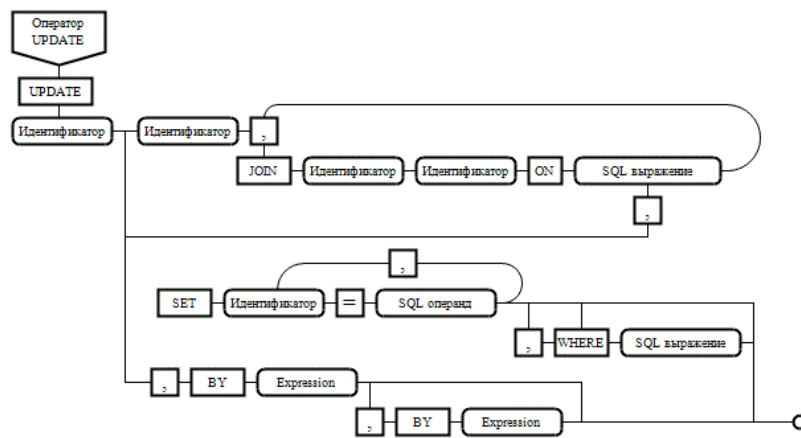 Оператор
UPDATE
UPDATE
Идентификатор Идентификатор ,
JOIN Идентификатор Идентификатор ON SQL выражение
,
,
SET Идентификатор = SQL операнд
, WHERE SQL выражение
, BY Expression
, BY Expression